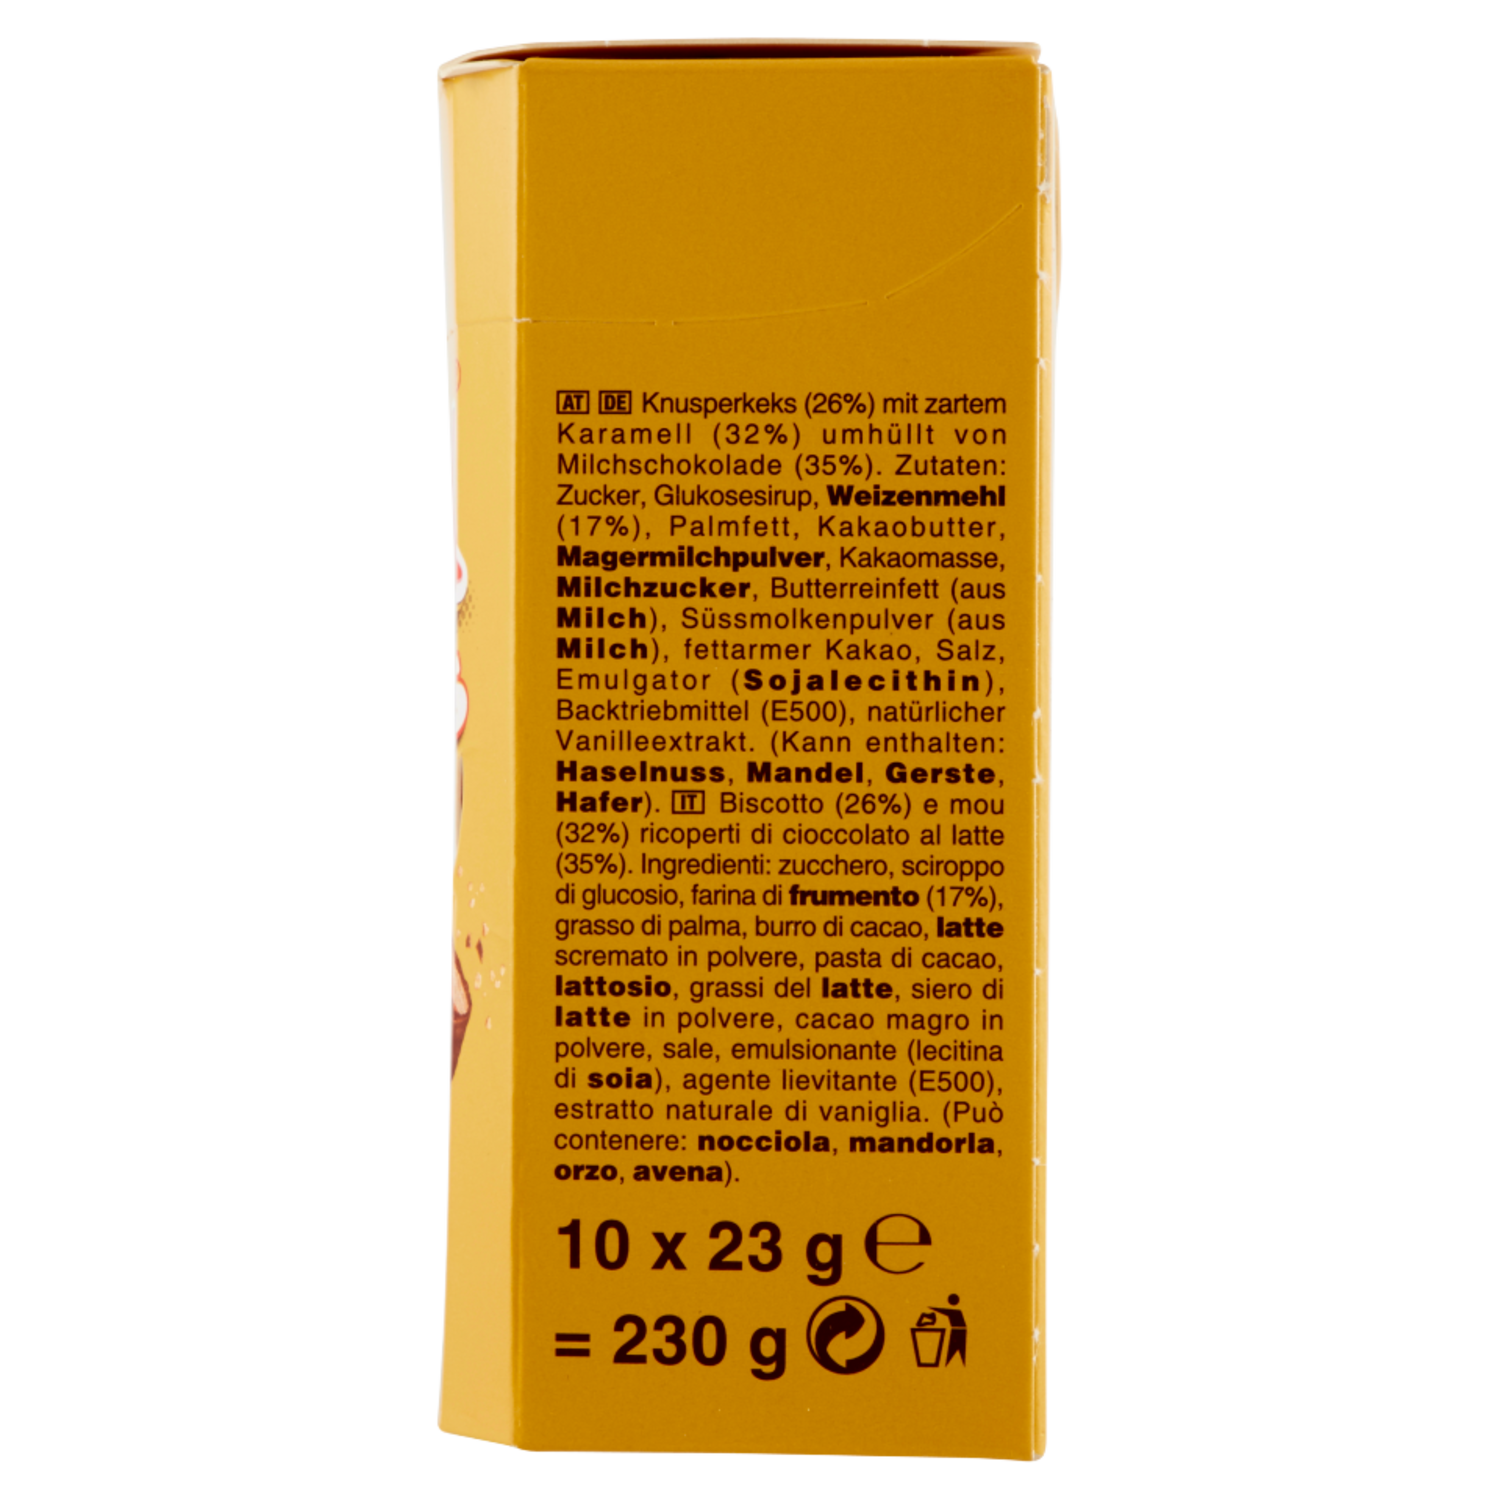 AT DE Knusperkeks (26%) mit zartem
Karamell (32%) umhüllt von
Milchschokolade (35%). Zutaten:
Zucker, Glukosesirup, Weizenmehl
(17%), Palmfett, Kakaobutter,
Magermilchpulver, Kakaomasse,
Milchzucker, Butterreinfett (aus
Milch), Süssmolkenpulver (aus
Milch), fettarmer Kakao, Salz,
Emulgator (Sojalecithin),
Backtriebmittel (E500), natürlicher
Vanilleextrakt. (Kann enthalten:
Haselnuss, Mandel, Gerste,
Hafer). IT Biscotto (26%) e mou
(32%) ricoperti di cioccolato al latte
(35%). Ingredienti: zucchero, sciroppo
di glucosio, farina di frumento (17%),
grasso di palma, burro di cacao, latte
scremato in polvere, pasta di cacao,
lattosio, grassi del latte, siero di
latte in polvere, cacao magro in
polvere, sale, emulsionante (lecitina
di soia), agente lievitante (E500),
estratto naturale di vaniglia. (Può
contenere: nocciola, mandorla,
orzo, avena).
10 x 23 g ℮
= 230 g